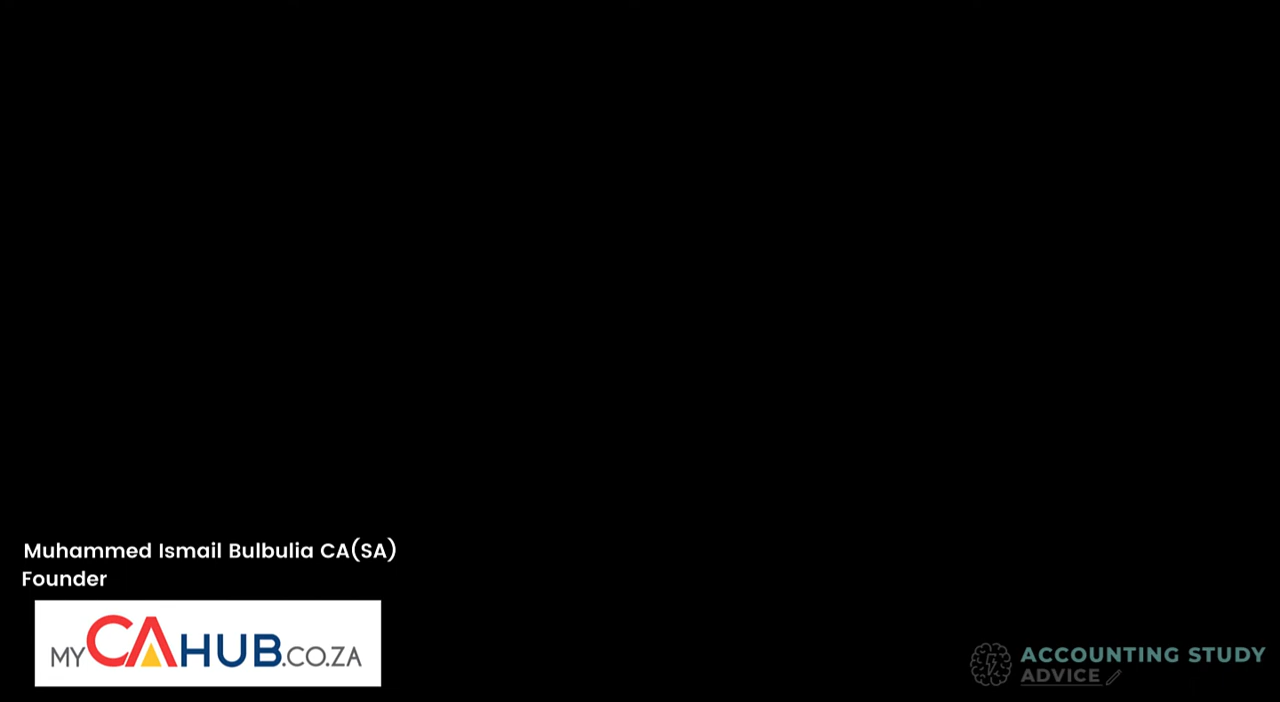 Muhammed Ismail Bulbulia CA(SA)
Founder
MYCAHUB.CO.ZA
ACCOUNTING STUDY
ADVICE